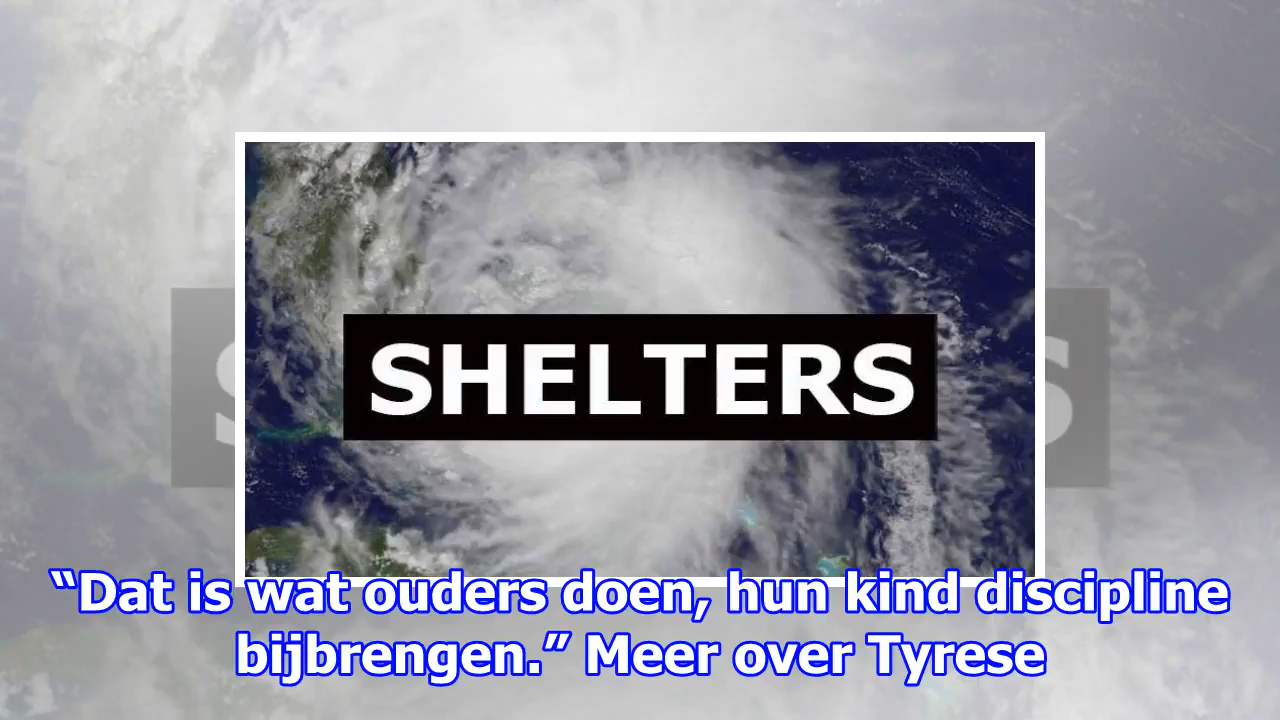 SHELTERS
“Dat is wat ouders doen, hun kind discipline
bijbrengen.” Meer over Tyrese